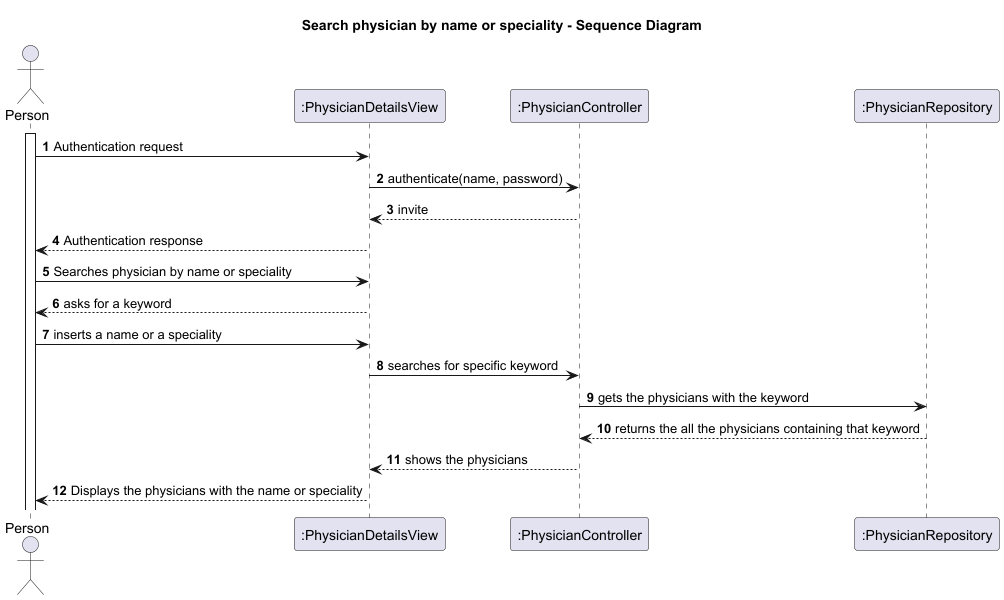 Search physician by name or speciality - Sequence Diagram
Person
:PhysicianDetailsView
:PhysicianController
:PhysicianRepository
1 Authentication request
2 authenticate(name, password)
3 invite
4 Authentication response
5 Searches physician by name or speciality
6 asks for a keyword
7 inserts a name or a speciality
8 searches for specific keyword
9 gets the physicians with the keyword
10 returns the all the physicians containing that keyword
11 shows the physicians
12 Displays the physicians with the name or speciality
Person
:PhysicianDetailsView
:PhysicianController
:PhysicianRepository